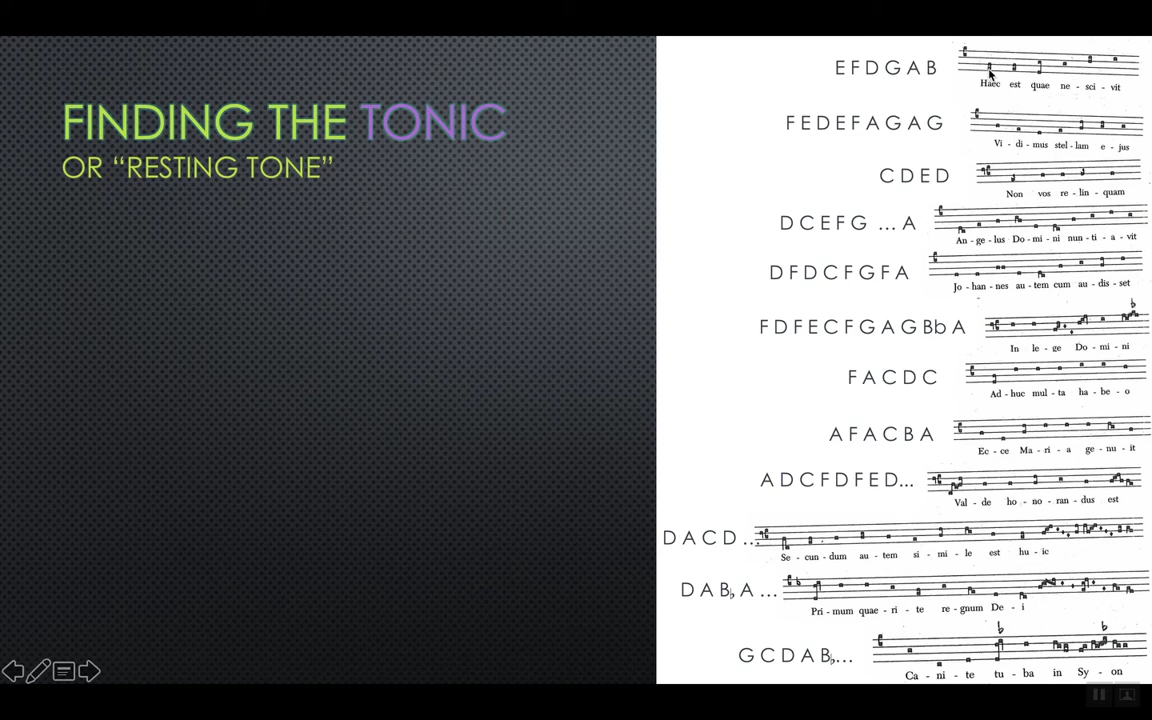 FINDING THE TONIC
OR “RESTING TONE”
E F D G A B
Haec est quae ne - sci - vit
F E D E F A G A G
Vi - di - mus stel - lam e - jus
C D E D
Non vos re - lin - quam
D C E F G ... A
An - ge - lus Do - mi - ni nun - ti - a - vit
D F D C F G F A
Jo - han - nes au - tem cum au - dis - set
F D F E C F G A G Bb A
In le - ge Do - mi - ni
F A C D C
Ad - huc mul - ta ha - be - o
A F A C B A
Ec - ce Ma - ri - a ge - nu - it
A D C F D F E D...
Val - de ho - no - ran - dus est
D A C D ...
Se - cun - dum au - tem si - mi - le est hu - ic
D A B♭ A ...
Pri - mum quae - ri - te re - gnum De - i
G C D A B♭...
Ca - ni - te tu - ba in Sy - on